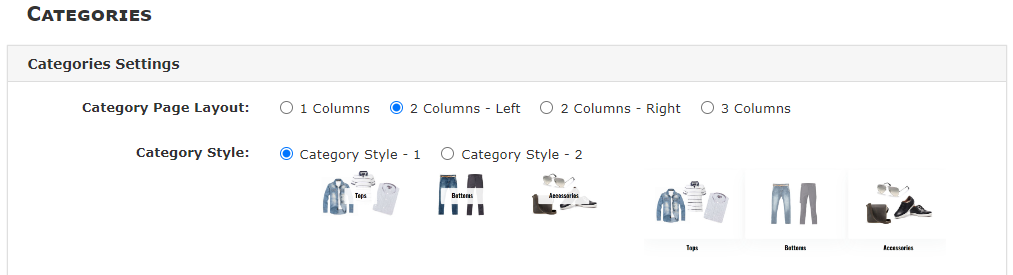 Categories
Categories Settings
Category Page Layout: 1 Columns 2 Columns - Left 2 Columns - Right 3 Columns
Category Style: Category Style - 1 Category Style - 2
Tops Bottoms Accessories
Tops Bottoms Accessories